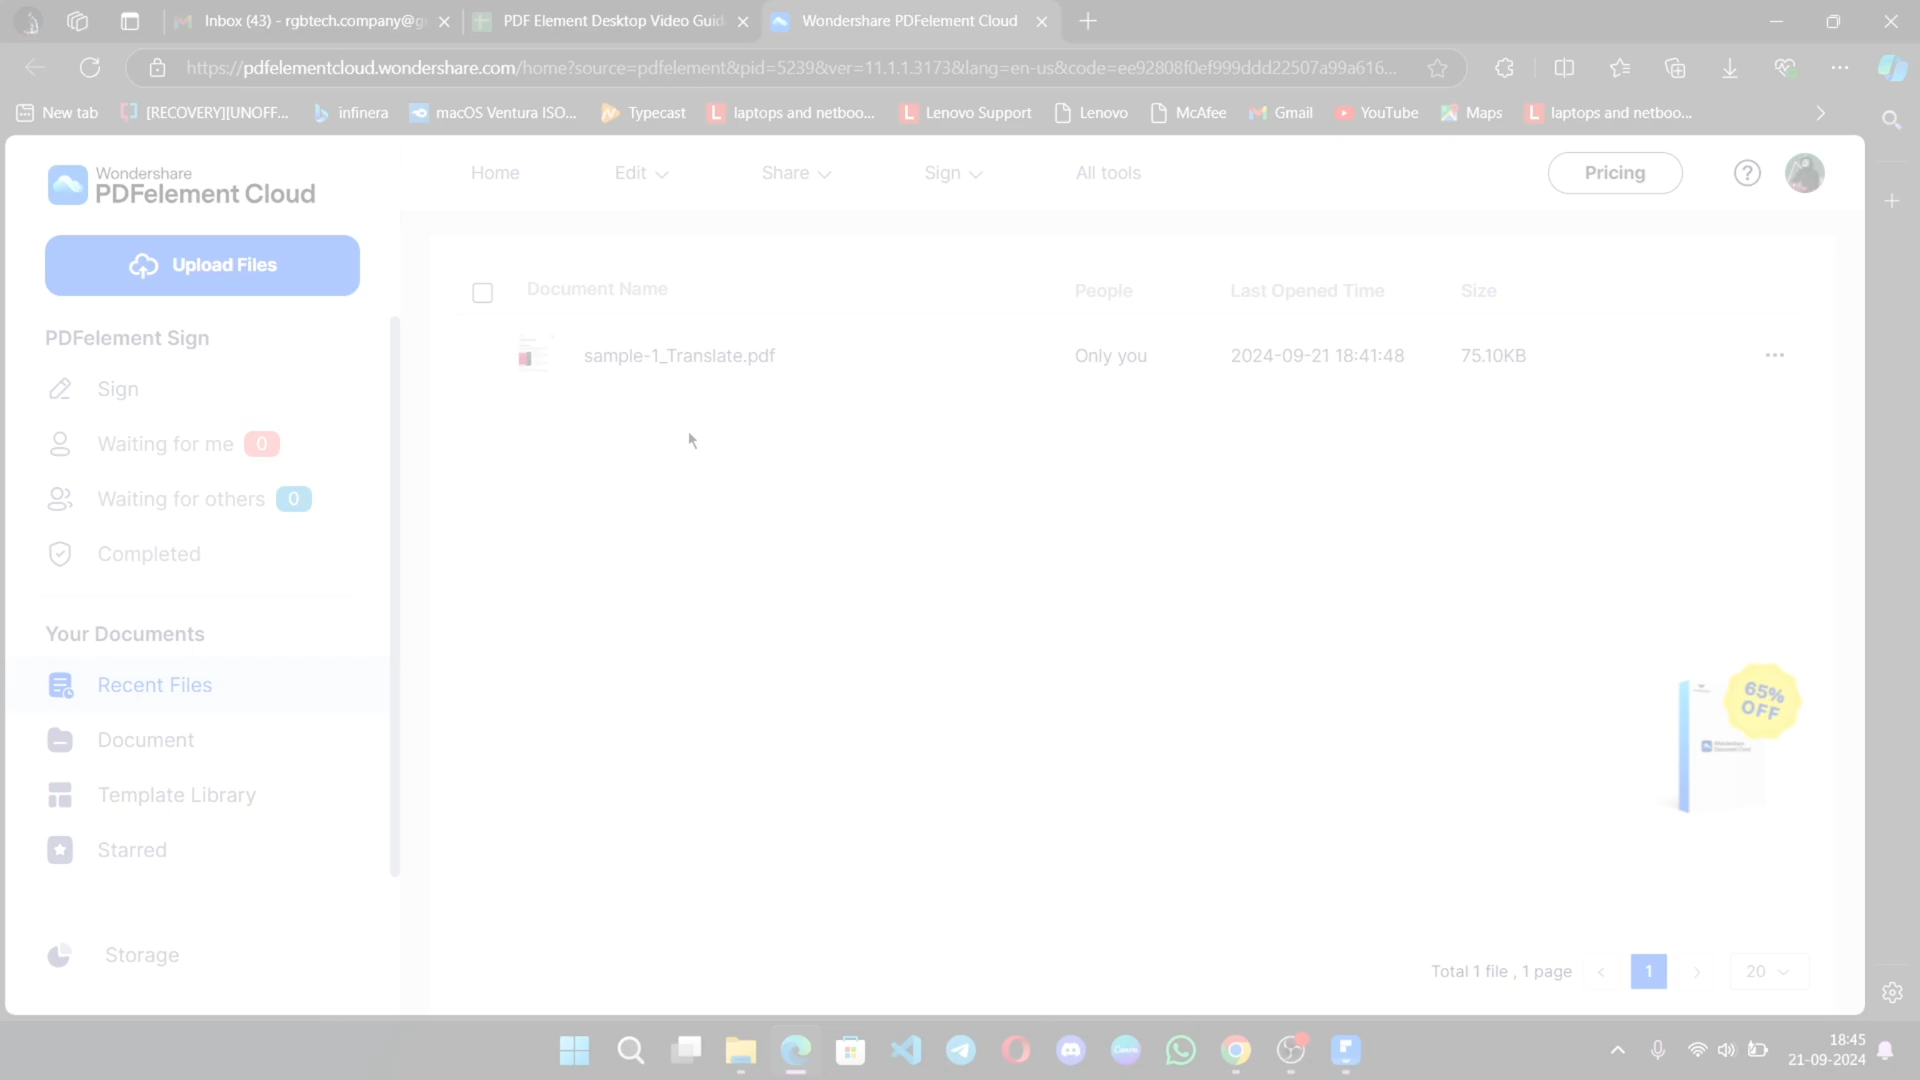 Inbox (43) - rgbtech.company@g
PDF Element Desktop Video Guid
Wondershare PDFelement Cloud
https://pdfelementcloud.wondershare.com/home?source=pdfelement&pid=5239&ver=11.1.1.3173&lang=en-us&code=ee92808f0ef999ddd22507a99a616...
New tab
[RECOVERY][UNOFF...
infinera
macOS Ventura ISO...
Typecast
laptops and netboo...
Lenovo Support
Lenovo
McAfee
Gmail
YouTube
Maps
laptops and netboo...
Wondershare
PDFelement Cloud
Home
Edit
Share
Sign
All tools
Pricing
Upload Files
PDFelement Sign
Sign
Waiting for me 0
Waiting for others 0
Completed
Your Documents
Recent Files
Document
Template Library
Starred
Storage
Document Name
People
Last Opened Time
Size
sample-1_Translate.pdf
Only you
2024-09-21 18:41:48
75.10KB
65%
OFF
Wondershare
Document Cloud
Total 1 file , 1 page
1
20
18:45
21-09-2024